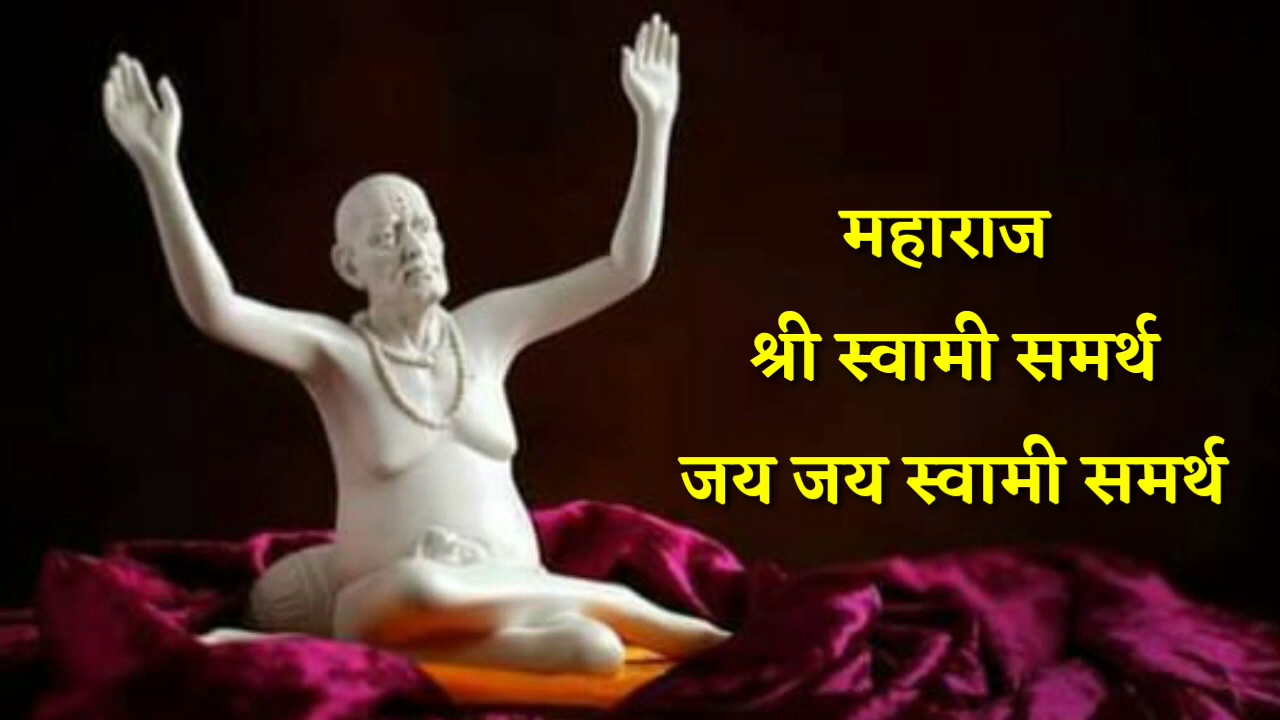 महाराज
श्री स्वामी समर्थ
जय जय स्वामी समर्थ